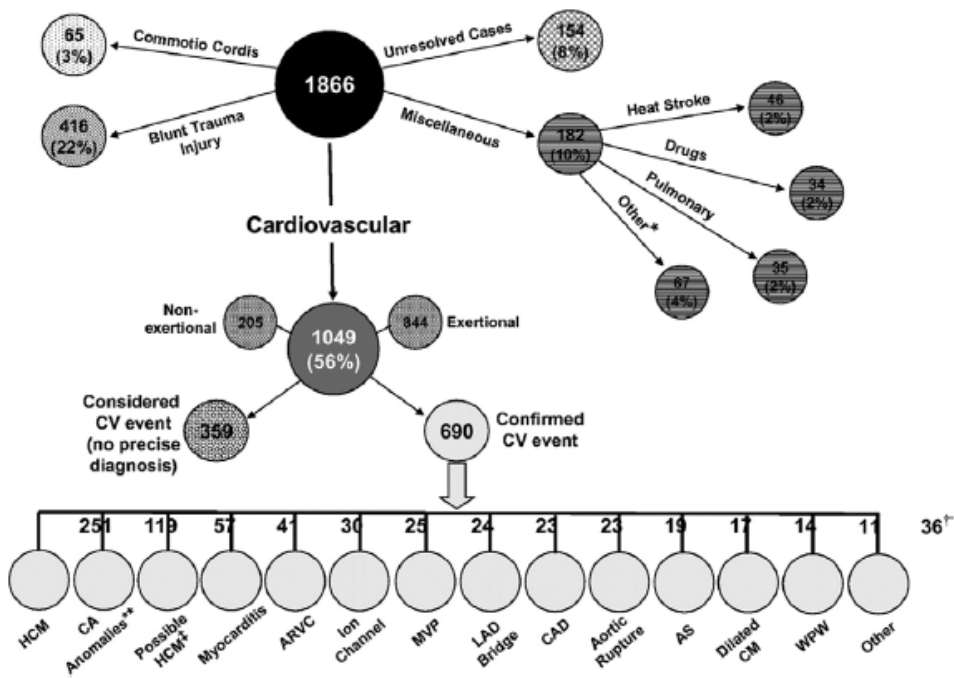 65
(3%)
Commotio Cordis
Unresolved Cases
154
(8%)
1866
416
(22%)
Blunt Trauma
Injury
Miscellaneous
182
(10%)
Heat Stroke
46
(2%)
Drugs
34
(2%)
Pulmonary
35
(2%)
Other*
67
(4%)
Cardiovascular
Non-
exertional
205
1049
(56%)
844
Exertional
Considered
CV event
(no precise
diagnosis)
359
690
Confirmed
CV event
251 119 57 41 30 25 24 23 23 19 17 14 11 36†
HCM
CA
Anomalies**
Possible
HCM‡
Myocarditis
ARVC
Ion
Channel
MVP
LAD
Bridge
CAD
Aortic
Rupture
AS
Dilated
CM
WPW
Other